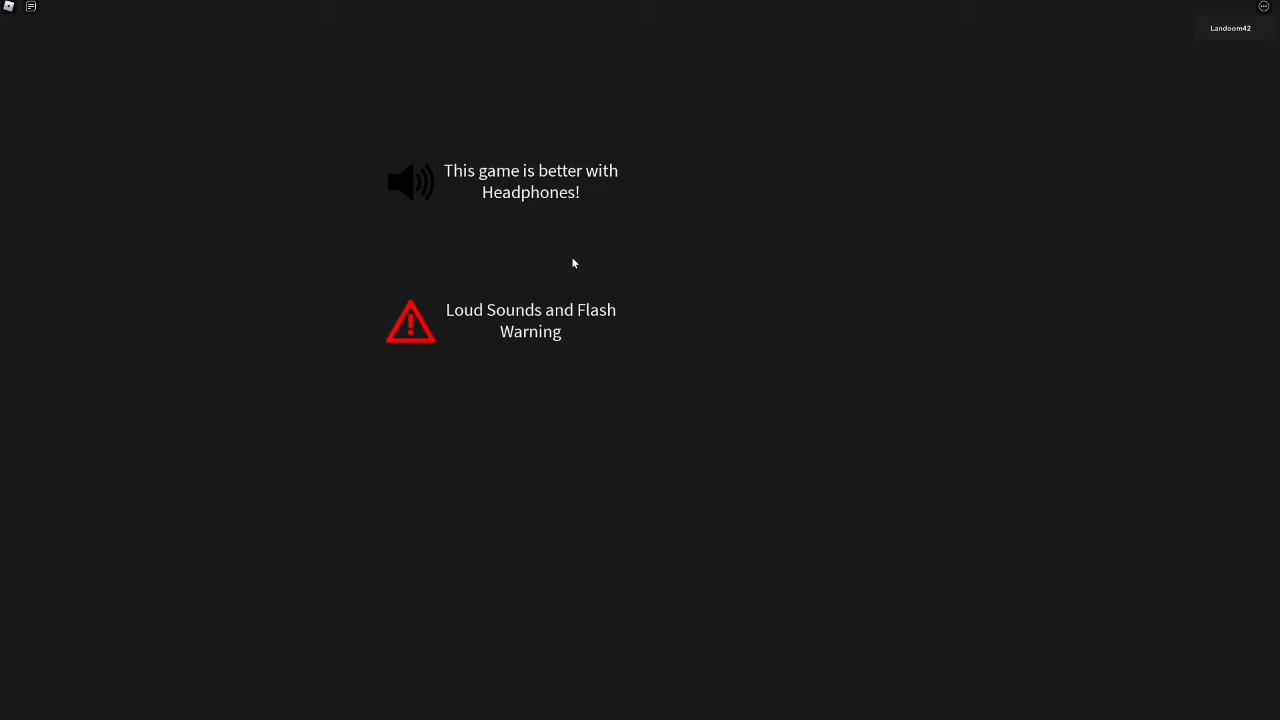 Landoom42
This game is better with
Headphones!
Loud Sounds and Flash
Warning